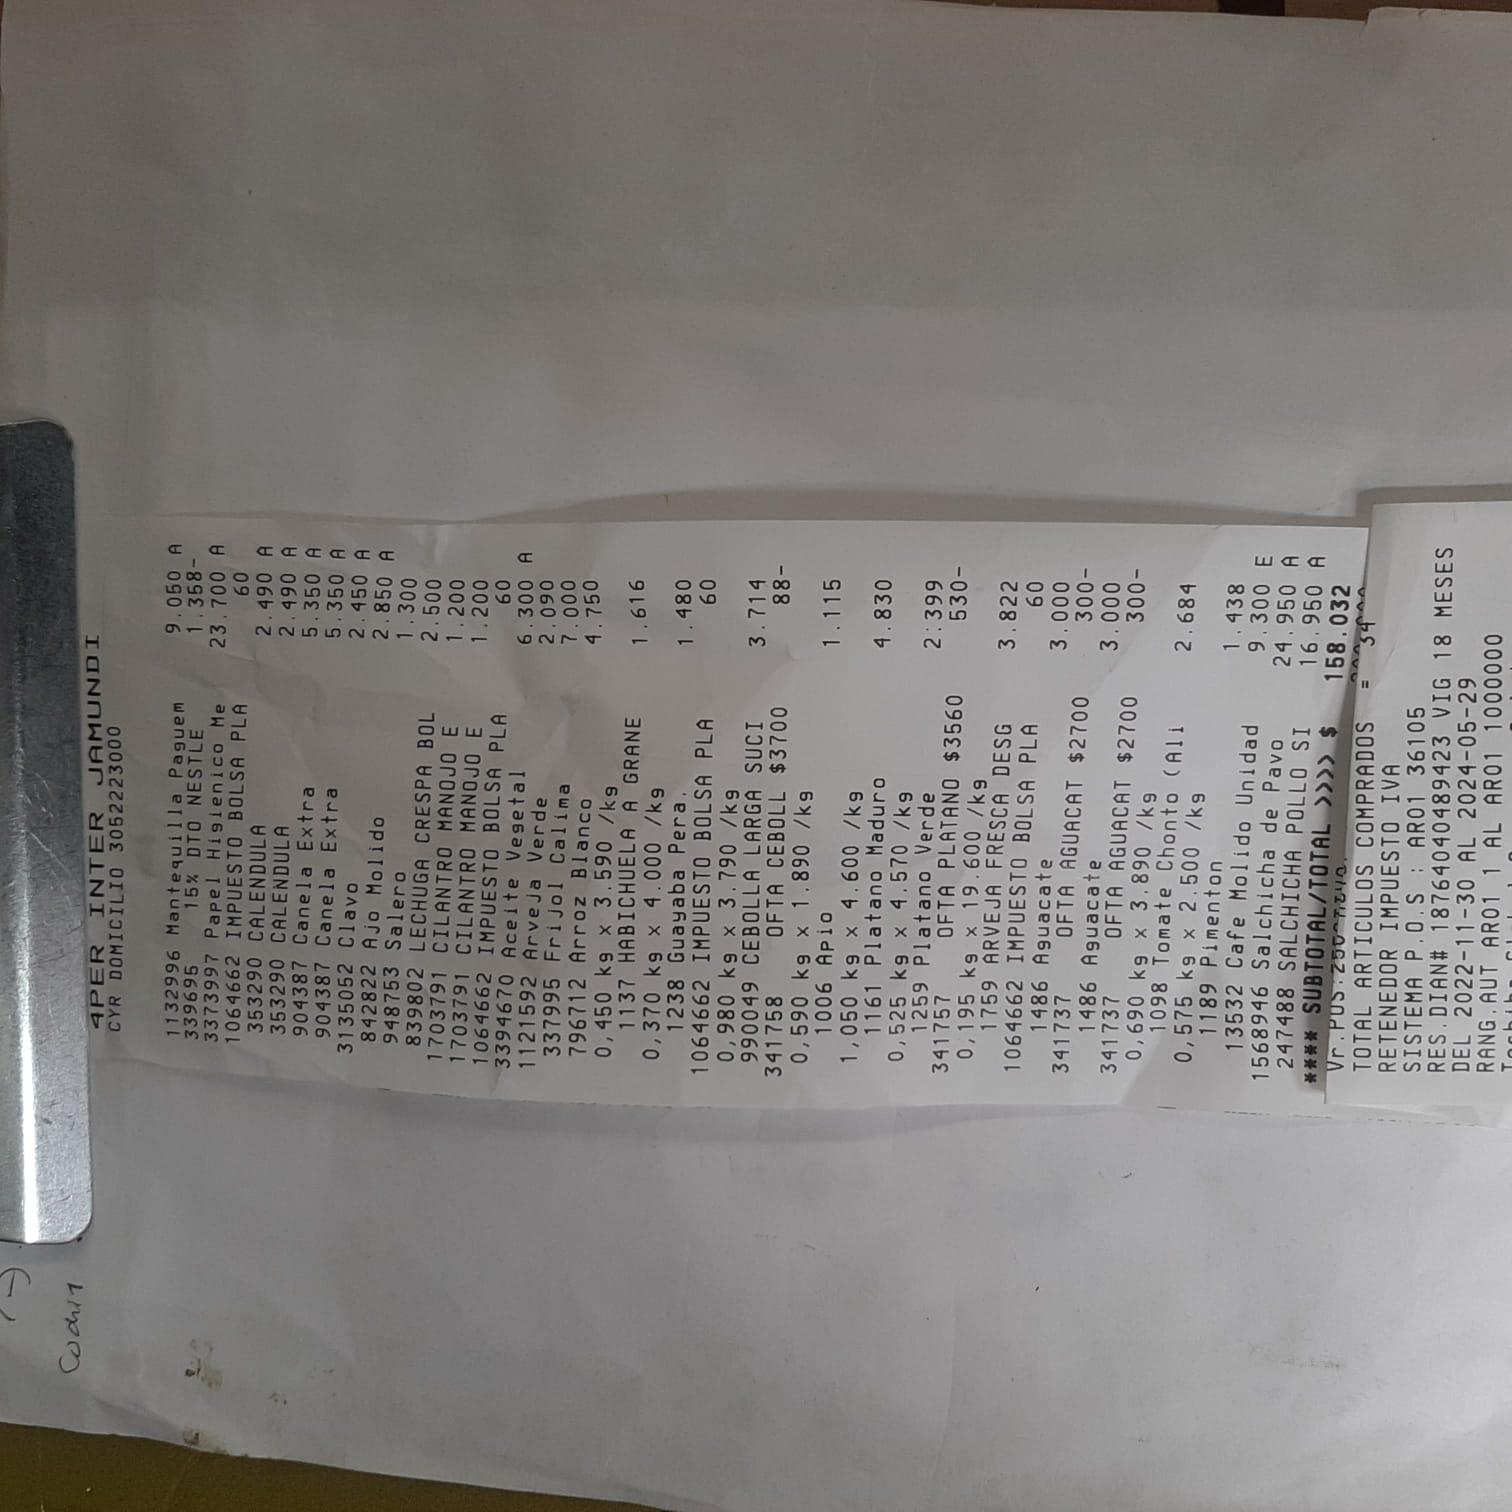 4PER INTER JAMUNDI
CYR DOMICILIO 3052223000
1132996 Mantequilla Paguem 9.050 A
339695 15% DTO NESTLE 1.358-
3373997 Papel Higienico Me 23.700 A
1064662 IMPUESTO BOLSA PLA 60
353290 CALENDULA 2.490 A
353290 CALENDULA 2.490 A
904387 Canela Extra 5.350 A
904387 Canela Extra 5.350 A
3135052 Clavo 2.450 A
842822 Ajo Molido 2.850 A
948753 Salero 1.300
839802 LECHUGA CRESPA BOL 2.500
1703791 CILANTRO MANOJO E 1.200
1703791 CILANTRO MANOJO E 1.200
1064662 IMPUESTO BOLSA PLA 60
3394670 Aceite Vegetal 6.300 A
1121592 Arveja Verde 2.090
337995 Frijol Calima 7.000
796712 Arroz Blanco 4.750
0,450 kg x 3.590 /kg
1137 HABICHUELA A GRANE 1.616
0,370 kg x 4.000 /kg
1238 Guayaba Pera. 1.480
1064662 IMPUESTO BOLSA PLA 60
0,980 kg x 3.790 /kg
990049 CEBOLLA LARGA SUCI 3.714
341758 OFTA CEBOLL $3700 88-
0,590 kg x 1.890 /kg
1006 Apio 1.115
1,050 kg x 4.600 /kg
1161 Platano Maduro 4.830
0,525 kg x 4.570 /kg
1259 Platano Verde 2.399
341757 OFTA PLATANO $3560 530-
0,195 kg x 19.600 /kg
1759 ARVEJA FRESCA DESG 3.822
1064662 IMPUESTO BOLSA PLA 60
1486 Aguacate 3.000
341737 OFTA AGUACAT $2700 300-
1486 Aguacate 3.000
341737 OFTA AGUACAT $2700 300-
0,690 kg x 3.890 /kg
1098 Tomate Chonto (Ali 2.684
0,575 kg x 2.500 /kg
1189 Pimenton 1.438
13532 Cafe Molido Unidad 9.300 E
1568946 Salchicha de Pavo 24.950 A
247488 SALCHICHA POLLO SI 16.950 A
**** SUBTOTAL/TOTAL >>>> $ 158.032
TOTAL ARTICULOS COMPRADOS = 34
RETENEDOR IMPUESTO IVA
SISTEMA P.O.S : AR01 36105
RES.DIAN# 18764040489423 VIG 18 MESES
DEL 2022-11-30 AL 2024-05-29
RANG.AUT AR01 1 AL AR01 1000000